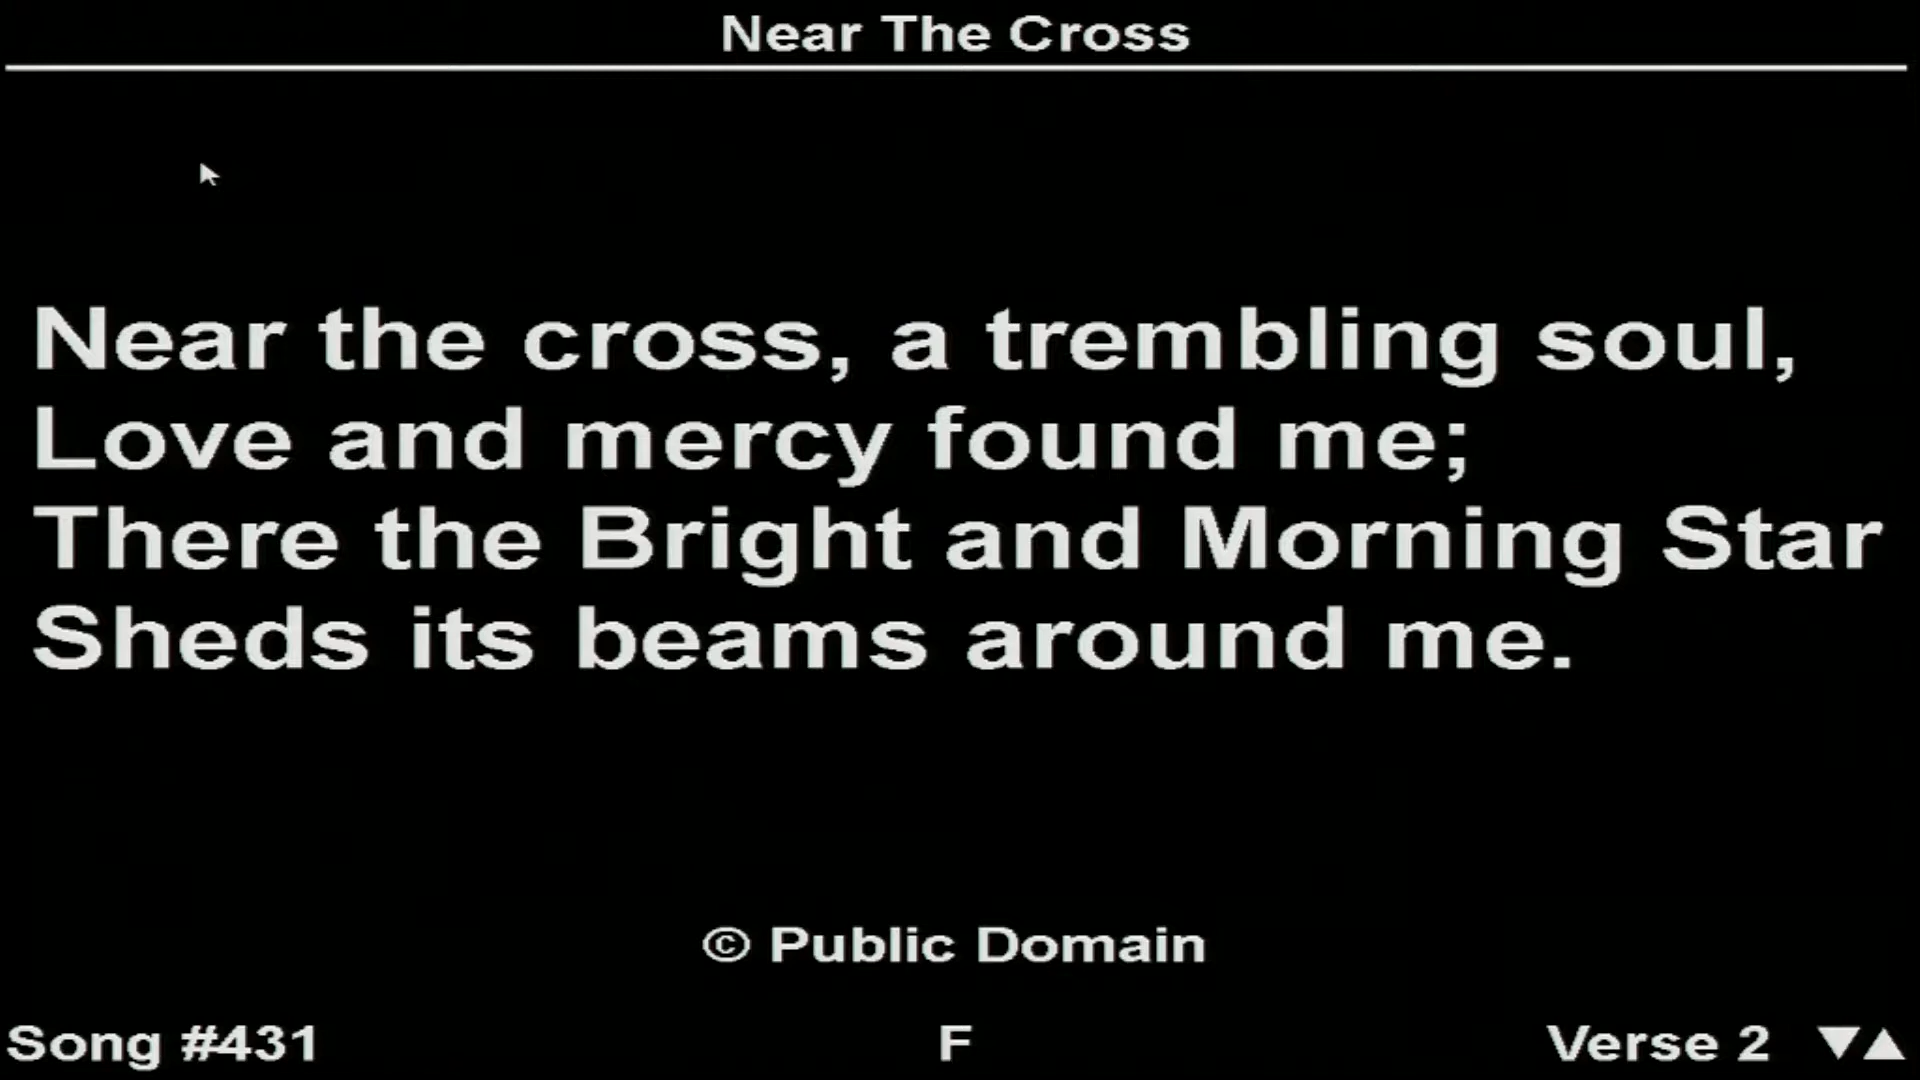 Near The Cross
Near the cross, a trembling soul,
Love and mercy found me;
There the Bright and Morning Star
Sheds its beams around me.
© Public Domain
Song #431 F Verse 2 ▼▲